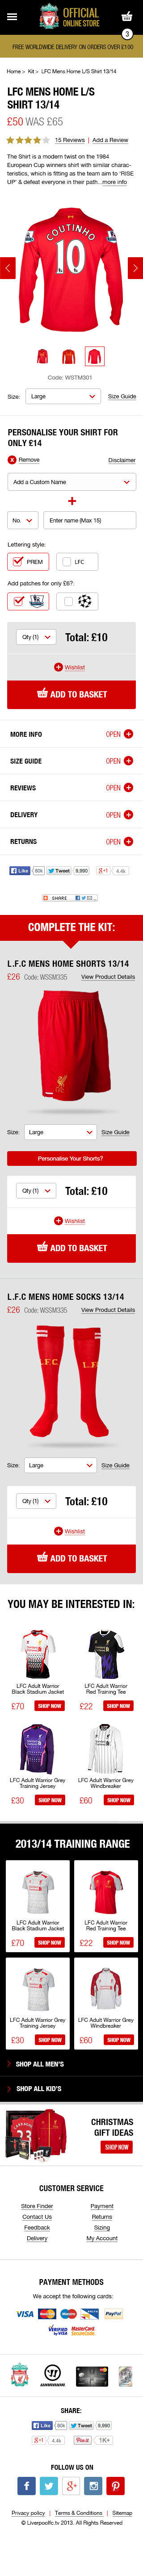 OFFICIAL
ONLINE STORE
3
FREE WORLDWIDE DELIVERY ON ORDERS OVER £100
Home > Kit > LFC Mens Home L/S Shirt 13/14
LFC MENS HOME L/S
SHIRT 13/14
£50 WAS £65
15 Reviews | Add a Review
The Shirt is a modern twist on the 1984
European Cup winners shirt with similar charac-
teristics, which is fitting as the team aim to 'RISE
UP' & defeat everyone in their path...more info
COUTINHO
10
Code: WSTM301
Size: Large Size Guide
PERSONALISE YOUR SHIRT FOR
ONLY £14
x Remove Disclaimer
Add a Custom Name
+
No. Enter name (Max 15)
Lettering style:
PREM LFC
Add patches for only £6?:
Qty (1) Total: £10
Wishlist
ADD TO BASKET
MORE INFO OPEN
SIZE GUIDE OPEN
REVIEWS OPEN
DELIVERY OPEN
RETURNS OPEN
Like 80k Tweet 9,990 +1 4.4k
SHARE
COMPLETE THE KIT:
L.F.C MENS HOME SHORTS 13/14
£26 Code: WSSM335 View Product Details
Size: Large Size Guide
Personalise Your Shorts?
Qty (1) Total: £10
Wishlist
ADD TO BASKET
L.F.C MENS HOME SOCKS 13/14
£26 Code: WSSM335 View Product Details
Size: Large Size Guide
Qty (1) Total: £10
Wishlist
ADD TO BASKET
YOU MAY BE INTERESTED IN:
LFC Adult Warrior
Black Stadium Jacket
£70 SHOP NOW
LFC Adult Warrior
Red Training Tee
£22 SHOP NOW
LFC Adult Warrior Grey
Training Jersey
£30 SHOP NOW
LFC Adult Warrior Grey
Windbreaker
£60 SHOP NOW
2013/14 TRAINING RANGE
LFC Adult Warrior
Black Stadium Jacket
£70 SHOP NOW
LFC Adult Warrior
Red Training Tee
£22 SHOP NOW
LFC Adult Warrior Grey
Training Jersey
£30 SHOP NOW
LFC Adult Warrior Grey
Windbreaker
£60 SHOP NOW
SHOP ALL MEN'S
SHOP ALL KID'S
CHRISTMAS
GIFT IDEAS
SHOP NOW
CUSTOMER SERVICE
Store Finder Payment
Contact Us Returns
Feedback Sizing
Delivery My Account
PAYMENT METHODS
We accept the following cards:
VISA MasterCard Maestro PayPal
Verified by VISA MasterCard SecureCode
WARRIOR
SHARE:
Like 80k Tweet 9,990
+1 4.4k Pin it 1K+
FOLLOW US ON
Privacy policy | Terms & Conditions | Sitemap
© Liverpoolfc.tv 2013. All Rights Reserved